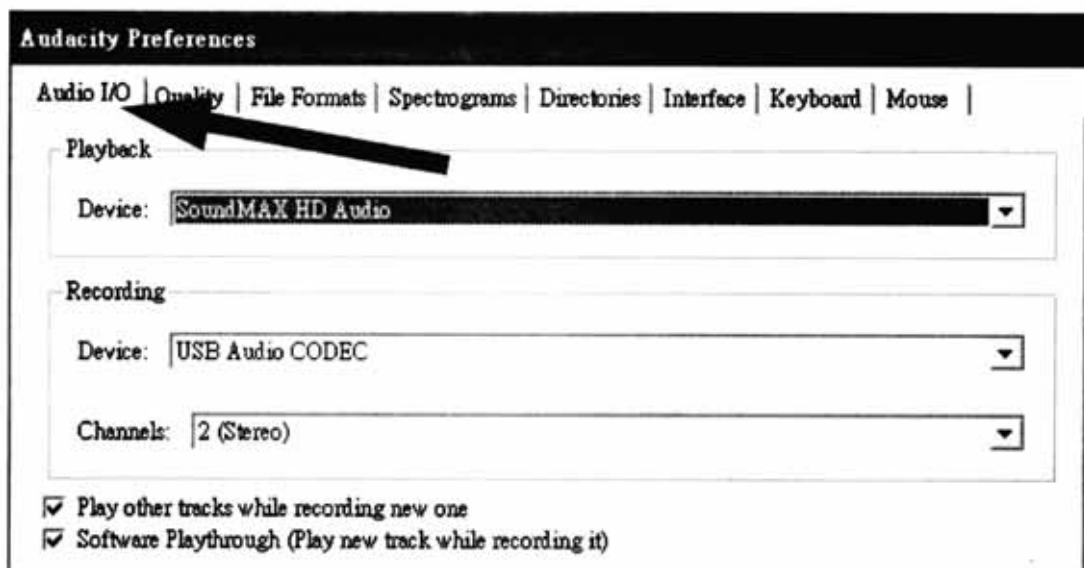 Audacity Preferences
Audio I/O | Quality | File Formats | Spectrograms | Directories | Interface | Keyboard | Mouse |
Playback
Device: SoundMAX HD Audio
Recording
Device: USB Audio CODEC
Channels: 2 (Stereo)
Play other tracks while recording new one
Software Playthrough (Play new track while recording it)